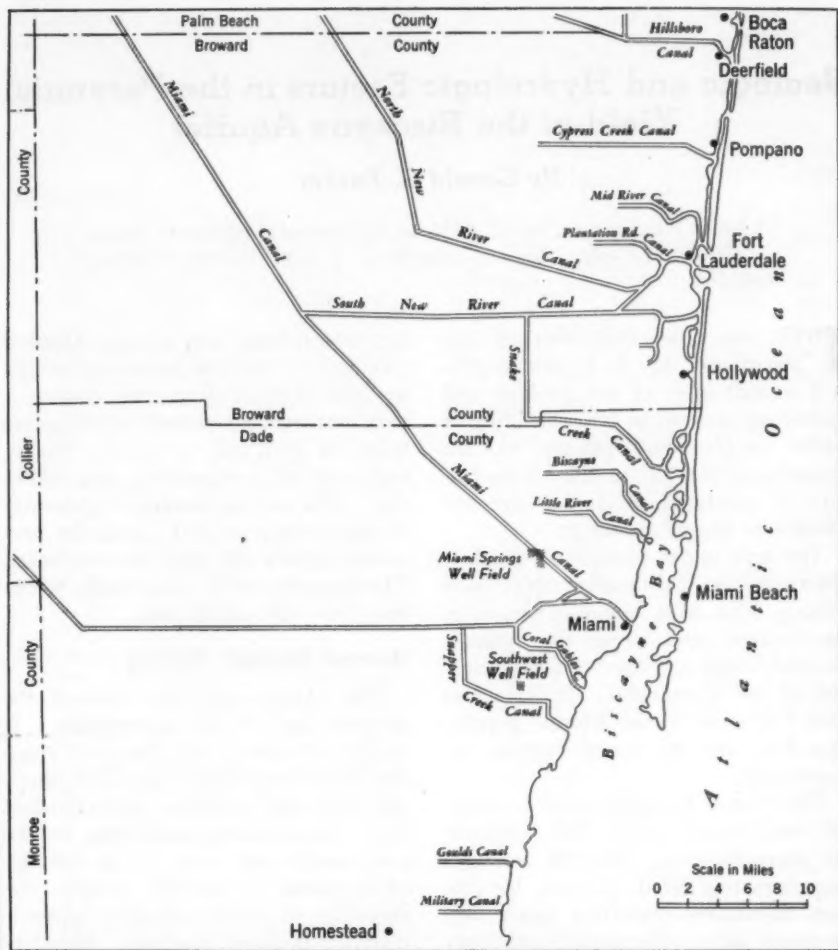 Palm Beach County
Broward County
Hillsboro
Canal
Boca
Raton
Deerfield
Miami
North
County
Cypress Creek Canal
Pompano
New
Mid River Canal
Plantation Rd. Canal
Fort
Lauderdale
River
Canal
Canal
South New River Canal
Snake
Hollywood
Broward County
Dade County
Creek
Canal
Collier
Miami
Biscayne
Canal
Little River
Canal
Miami Springs
Well Field
Canal
Miami Beach
Miami
County
Snapper
Coral Gables
Southwest
Well Field
Creek Canal
Biscayne Bay
Atlantic Ocean
Monroe
Goulds Canal
Military Canal
Homestead
Scale in Miles
0 2 4 6 8 10